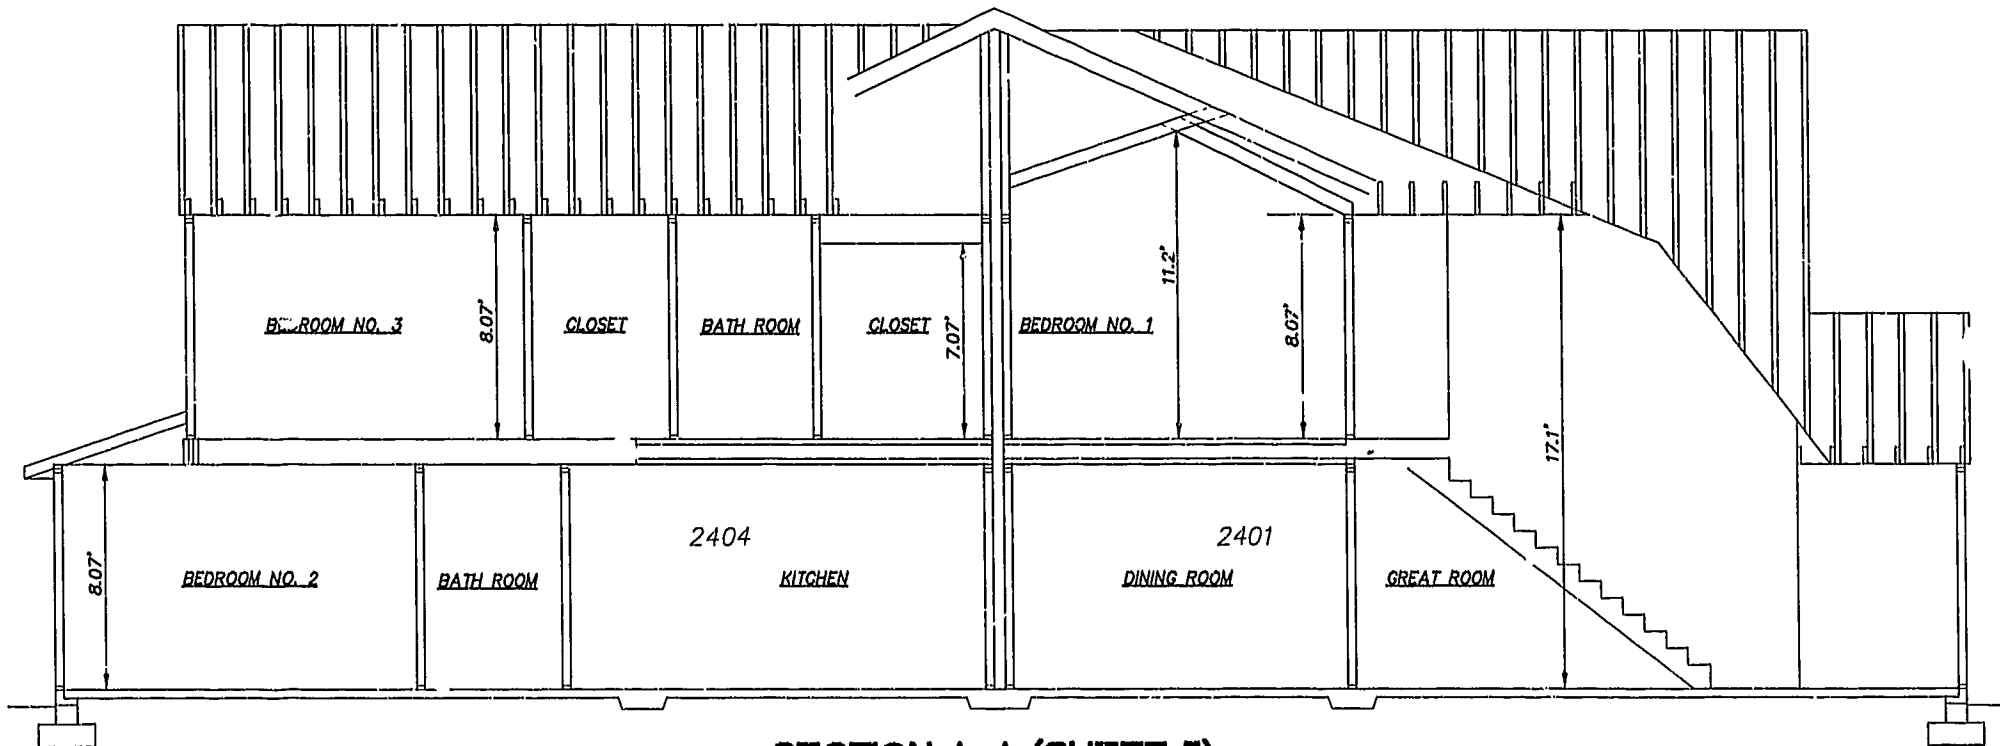 11.2'
BEDROOM NO. 3
8.07'
CLOSET
BATH ROOM
CLOSET
7.07'
BEDROOM NO. 1
8.07'
17.1'
2404
2401
8.07'
BEDROOM NO. 2
BATH ROOM
KITCHEN
DINING ROOM
GREAT ROOM